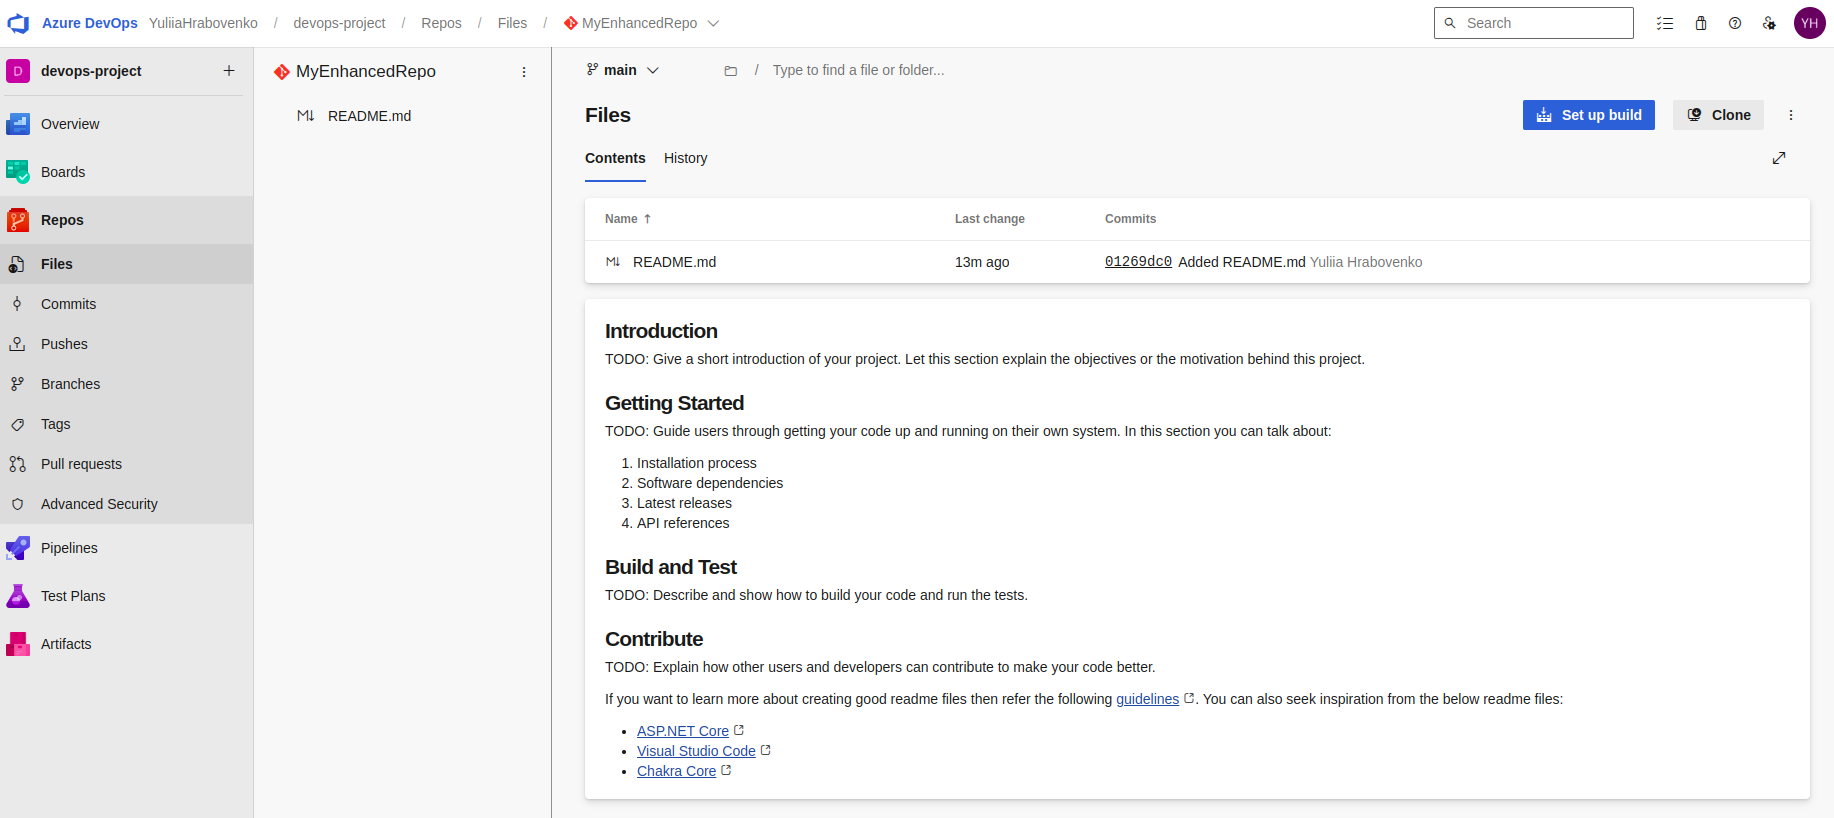 Azure DevOps YuliiaHrabovenko / devops-project / Repos / Files / MyEnhancedRepo
Search
YH
D devops-project +
Overview
Boards
Repos
Files
Commits
Pushes
Branches
Tags
Pull requests
Advanced Security
Pipelines
Test Plans
Artifacts
MyEnhancedRepo
README.md
main
/ Type to find a file or folder...
Files
Set up build
Clone
Contents History
Name ↑ Last change Commits
README.md 13m ago 01269dc0 Added README.md Yuliia Hrabovenko
Introduction
TODO: Give a short introduction of your project. Let this section explain the objectives or the motivation behind this project.
Getting Started
TODO: Guide users through getting your code up and running on their own system. In this section you can talk about:
1. Installation process
2. Software dependencies
3. Latest releases
4. API references
Build and Test
TODO: Describe and show how to build your code and run the tests.
Contribute
TODO: Explain how other users and developers can contribute to make your code better.
If you want to learn more about creating good readme files then refer the following guidelines. You can also seek inspiration from the below readme files:
• ASP.NET Core
• Visual Studio Code
• Chakra Core